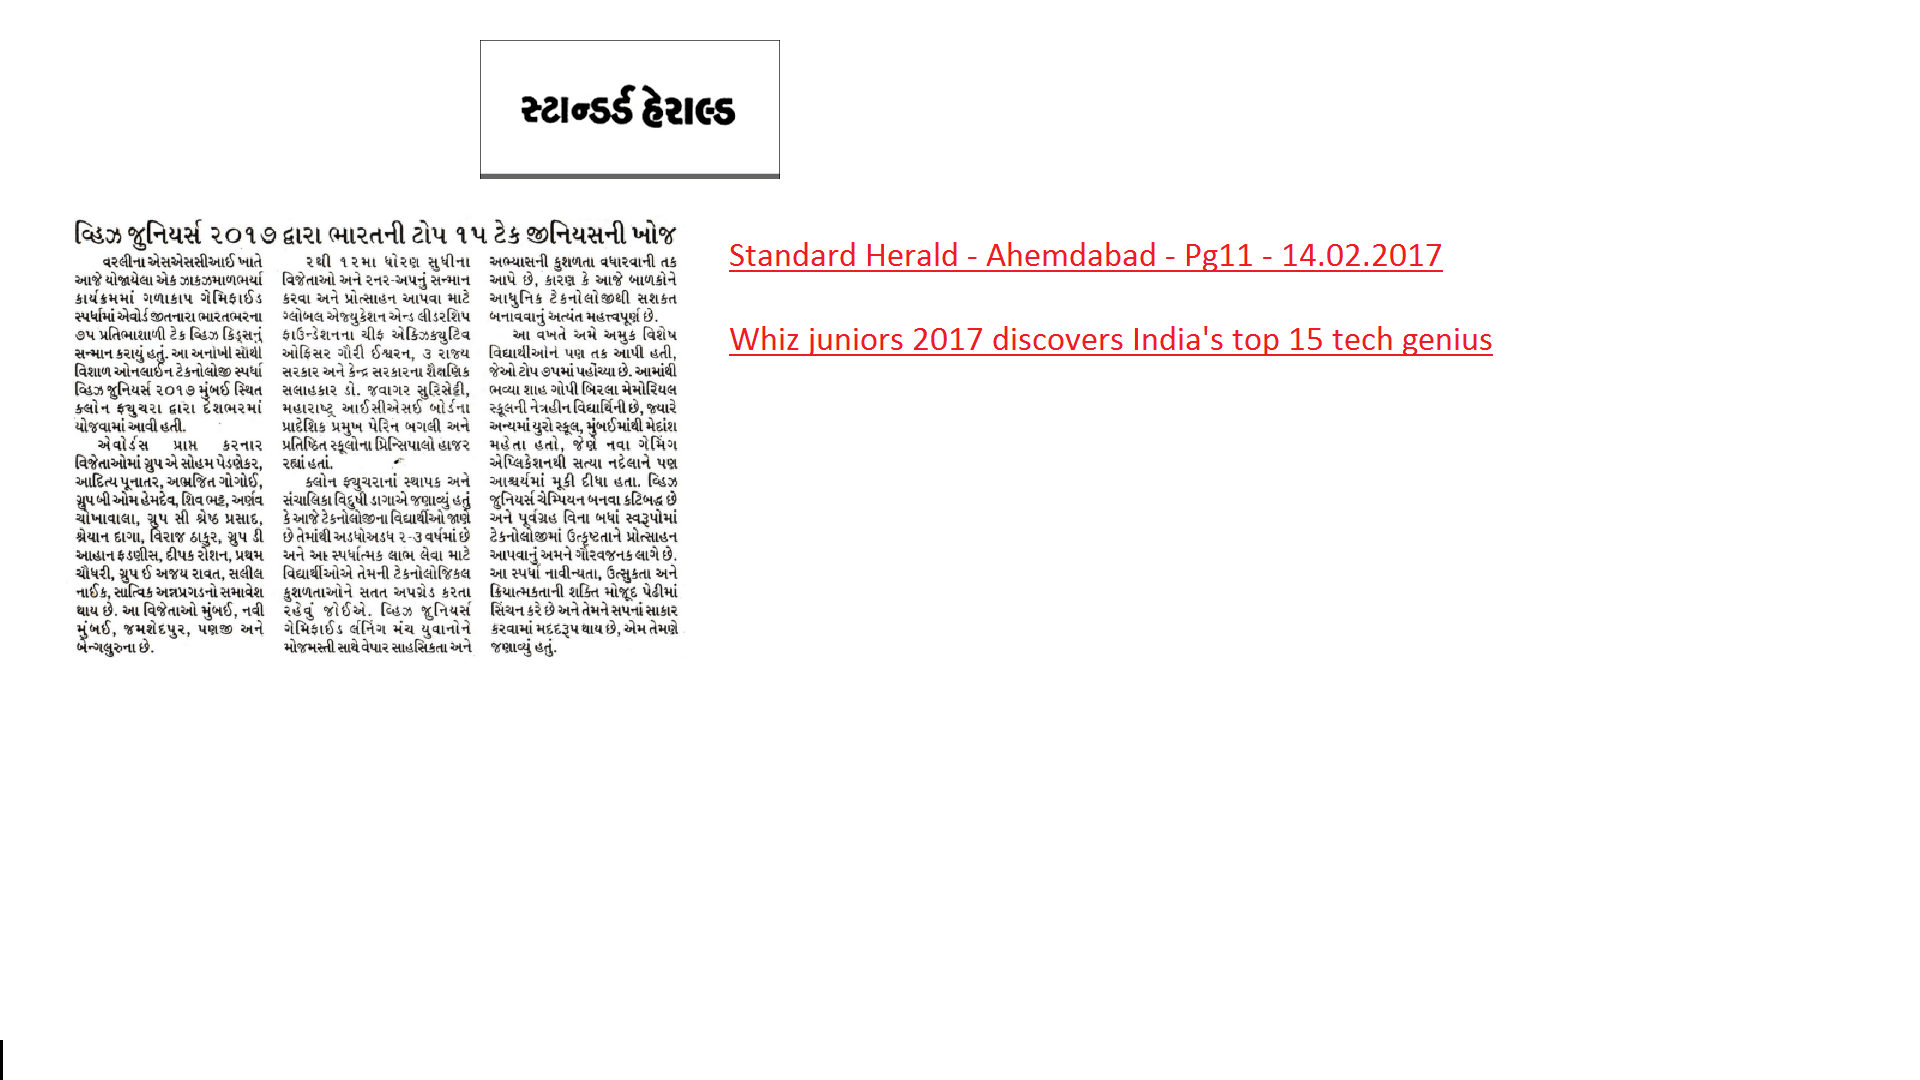 સ્ટાન્ડર્ડ હેરાલ્ડ
વ્હિઝ જુનિયર્સ ૨૦૧૭ દ્વારા ભારતની ટોપ ૧૫ ટેક જીનિયસની ખોજ
વરલીના એસએસસીઆઈ ખાતે
આજે યોજાયેલા એક ઝાકઝમાળભર્યા
કાર્યક્રમમાં ગળાકાપ ગેમિફાઈડ
સ્પર્ધામાં એવોર્ડ જીતનારા ભારતભરના
૭૫ પ્રતિભાશાળી ટેક વ્હિઝ કિડ્સનું
સન્માન કરાયું હતું. આ અનોખી સૌથી
વિશાળ ઓનલાઈન ટેકનોલોજી સ્પર્ધા
વ્હિઝ જુનિયર્સ ૨૦૧૭ મુંબઈ સ્થિત
ક્લોન ફ્યુચરા દ્વારા દેશભરમાં
યોજવામાં આવી હતી.
એવોર્ડસ પ્રાપ્ત કરનાર
વિજેતાઓમાં ગ્રુપ એ સોહમ પેડણેકર,
આદિત્ય પૂનાતર, અભ્રજિત ગોગોઈ,
ગ્રુપ બી ઓમ હેમદેવ, શિવ ભટ્ટ, અર્ણવ
ચોખાવાલા, ગ્રુપ સી શ્રેષ્ઠ પ્રસાદ,
શ્રેયાન દાગા, વિરાજ ઠાકુર, ગ્રુપ ડી
આહાન ફડણીસ, દીપક રોશન, પ્રથમ
ચૌધરી, ગ્રુપ ઈ અજય રાવત, સલીલ
નાઈક, સાત્વિક અન્નપ્રગડનો સમાવેશ
થાય છે. આ વિજેતાઓ મુંબઈ, નવી
મુંબઈ, જમશેદપુર, પણજી અને
બેન્ગલુરુના છે.
૨થી ૧૨મા ધોરણ સુધીના
વિજેતાઓ અને રનર-અપનું સન્માન
કરવા અને પ્રોત્સાહન આપવા માટે
ગ્લોબલ એજ્યુકેશન એન્ડ લીડરશિપ
ફાઉન્ડેશનના ચીફ એક્ઝિક્યુટિવ
ઓફિસર ગૌરી ઈશ્વરન, ૩ રાજ્ય
સરકાર અને કેન્દ્ર સરકારના શૈક્ષણિક
સલાહકાર ડો. જવાગર સુરિસેટ્ટી,
મહારાષ્ટ્ર આઈસીએસઈ બોર્ડના
પ્રાદેશિક પ્રમુખ પેરિન બગલી અને
પ્રતિષ્ઠિત સ્કૂલોના પ્રિન્સિપાલો હાજર
રહ્યાં હતાં.
ક્લોન ફ્યુચરાનાં સ્થાપક અને
સંચાલિકા વિદુષી ડાગાએ જણાવ્યું હતું
કે આજે ટેકનોલોજીના વિદ્યાર્થીઓ જાણે
છે તેમાંથી અડધોઅડધ ૨-૩ વર્ષમાં છે
અને આ સ્પર્ધાત્મક લાભ લેવા માટે
વિદ્યાર્થીઓએ તેમની ટેકનોલોજિકલ
કુશળતાઓને સતત અપગ્રેડ કરતા
રહેવું જોઈએ. વ્હિઝ જુનિયર્સ
ગેમિફાઈડ લર્નિંગ મંચ યુવાનોને
મોજમસ્તી સાથે વેપાર સાહસિકતા અને
અભ્યાસની કુશળતા વધારવાની તક
આપે છે, કારણ કે આજે બાળકોને
આધુનિક ટેકનોલોજીથી સશક્ત
બનાવવાનું અત્યંત મહત્ત્વપૂર્ણ છે.
આ વખતે અમે અમુક વિશેષ
વિદ્યાર્થીઓને પણ તક આપી હતી,
જેઓ ટોપ ૭૫માં પહોંચ્યા છે. આમાંથી
ભવ્યા શાહ ગોપી બિરલા મેમોરિયલ
સ્કૂલની નેત્રહીન વિદ્યાર્થિની છે, જ્યારે
અન્યમાં યુરો સ્કૂલ, મુંબઈમાંથી મેદાંશ
મહેતા હતો, જેણે નવા ગેમિંગ
એપ્લિકેશનથી સત્યા નદેલાને પણ
આશ્ચર્યમાં મૂકી દીધા હતા. વ્હિઝ
જુનિયર્સ ચેમ્પિયન બનવા કટિબદ્ધ છે
અને પૂર્વગ્રહ વિના બધાં સ્વરૂપોમાં
ટેકનોલોજીમાં ઉત્કૃષ્ટતાને પ્રોત્સાહન
આપવાનું અમને ગૌરવજનક લાગે છે.
આ સ્પર્ધા નાવીન્યતા, ઉત્સુકતા અને
ક્રિયાત્મકતાની શક્તિ મોજૂદ પેઢીમાં
સિંચન કરે છે અને તેમને સપનાં સાકાર
કરવામાં મદદરૂપ થાય છે, એમ તેમણે
જણાવ્યું હતું.
Standard Herald - Ahemdabad - Pg11 - 14.02.2017
Whiz juniors 2017 discovers India's top 15 tech genius